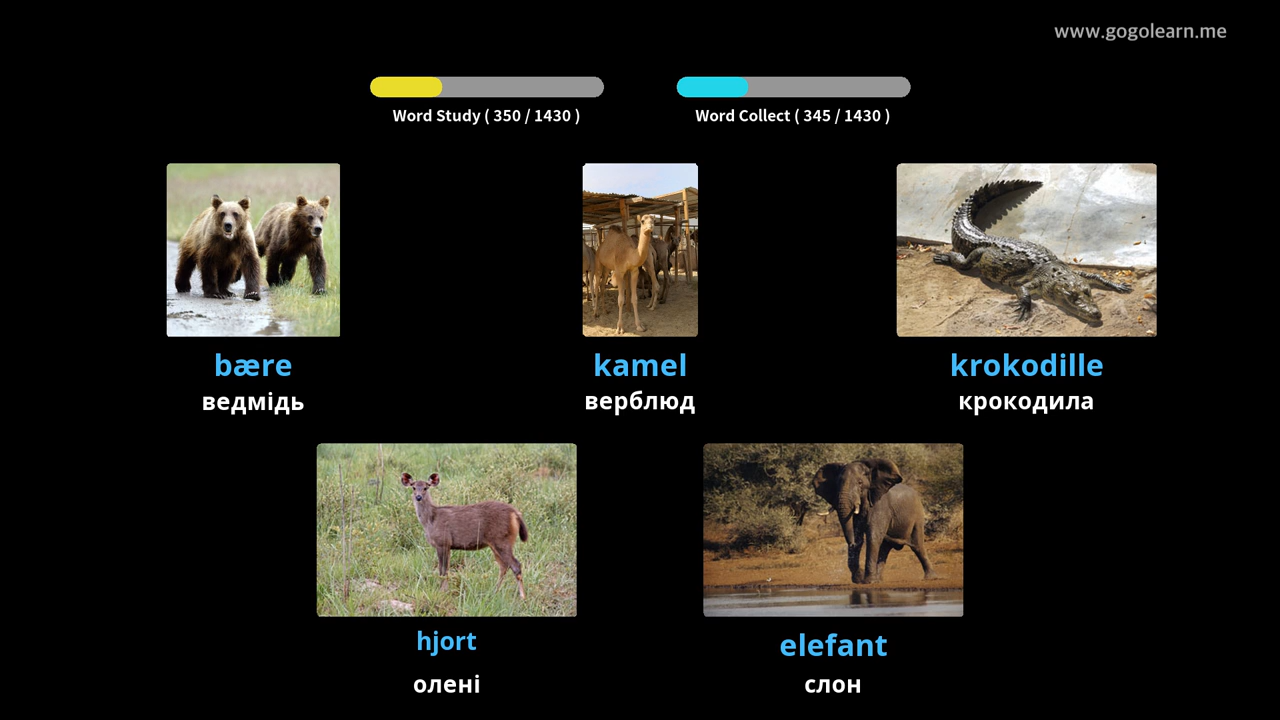 www.gogolearn.me
Word Study ( 350 / 1430 )
Word Collect ( 345 / 1430 )
bære
ведмідь
kamel
верблюд
krokodille
крокодила
hjort
олені
elefant
слон